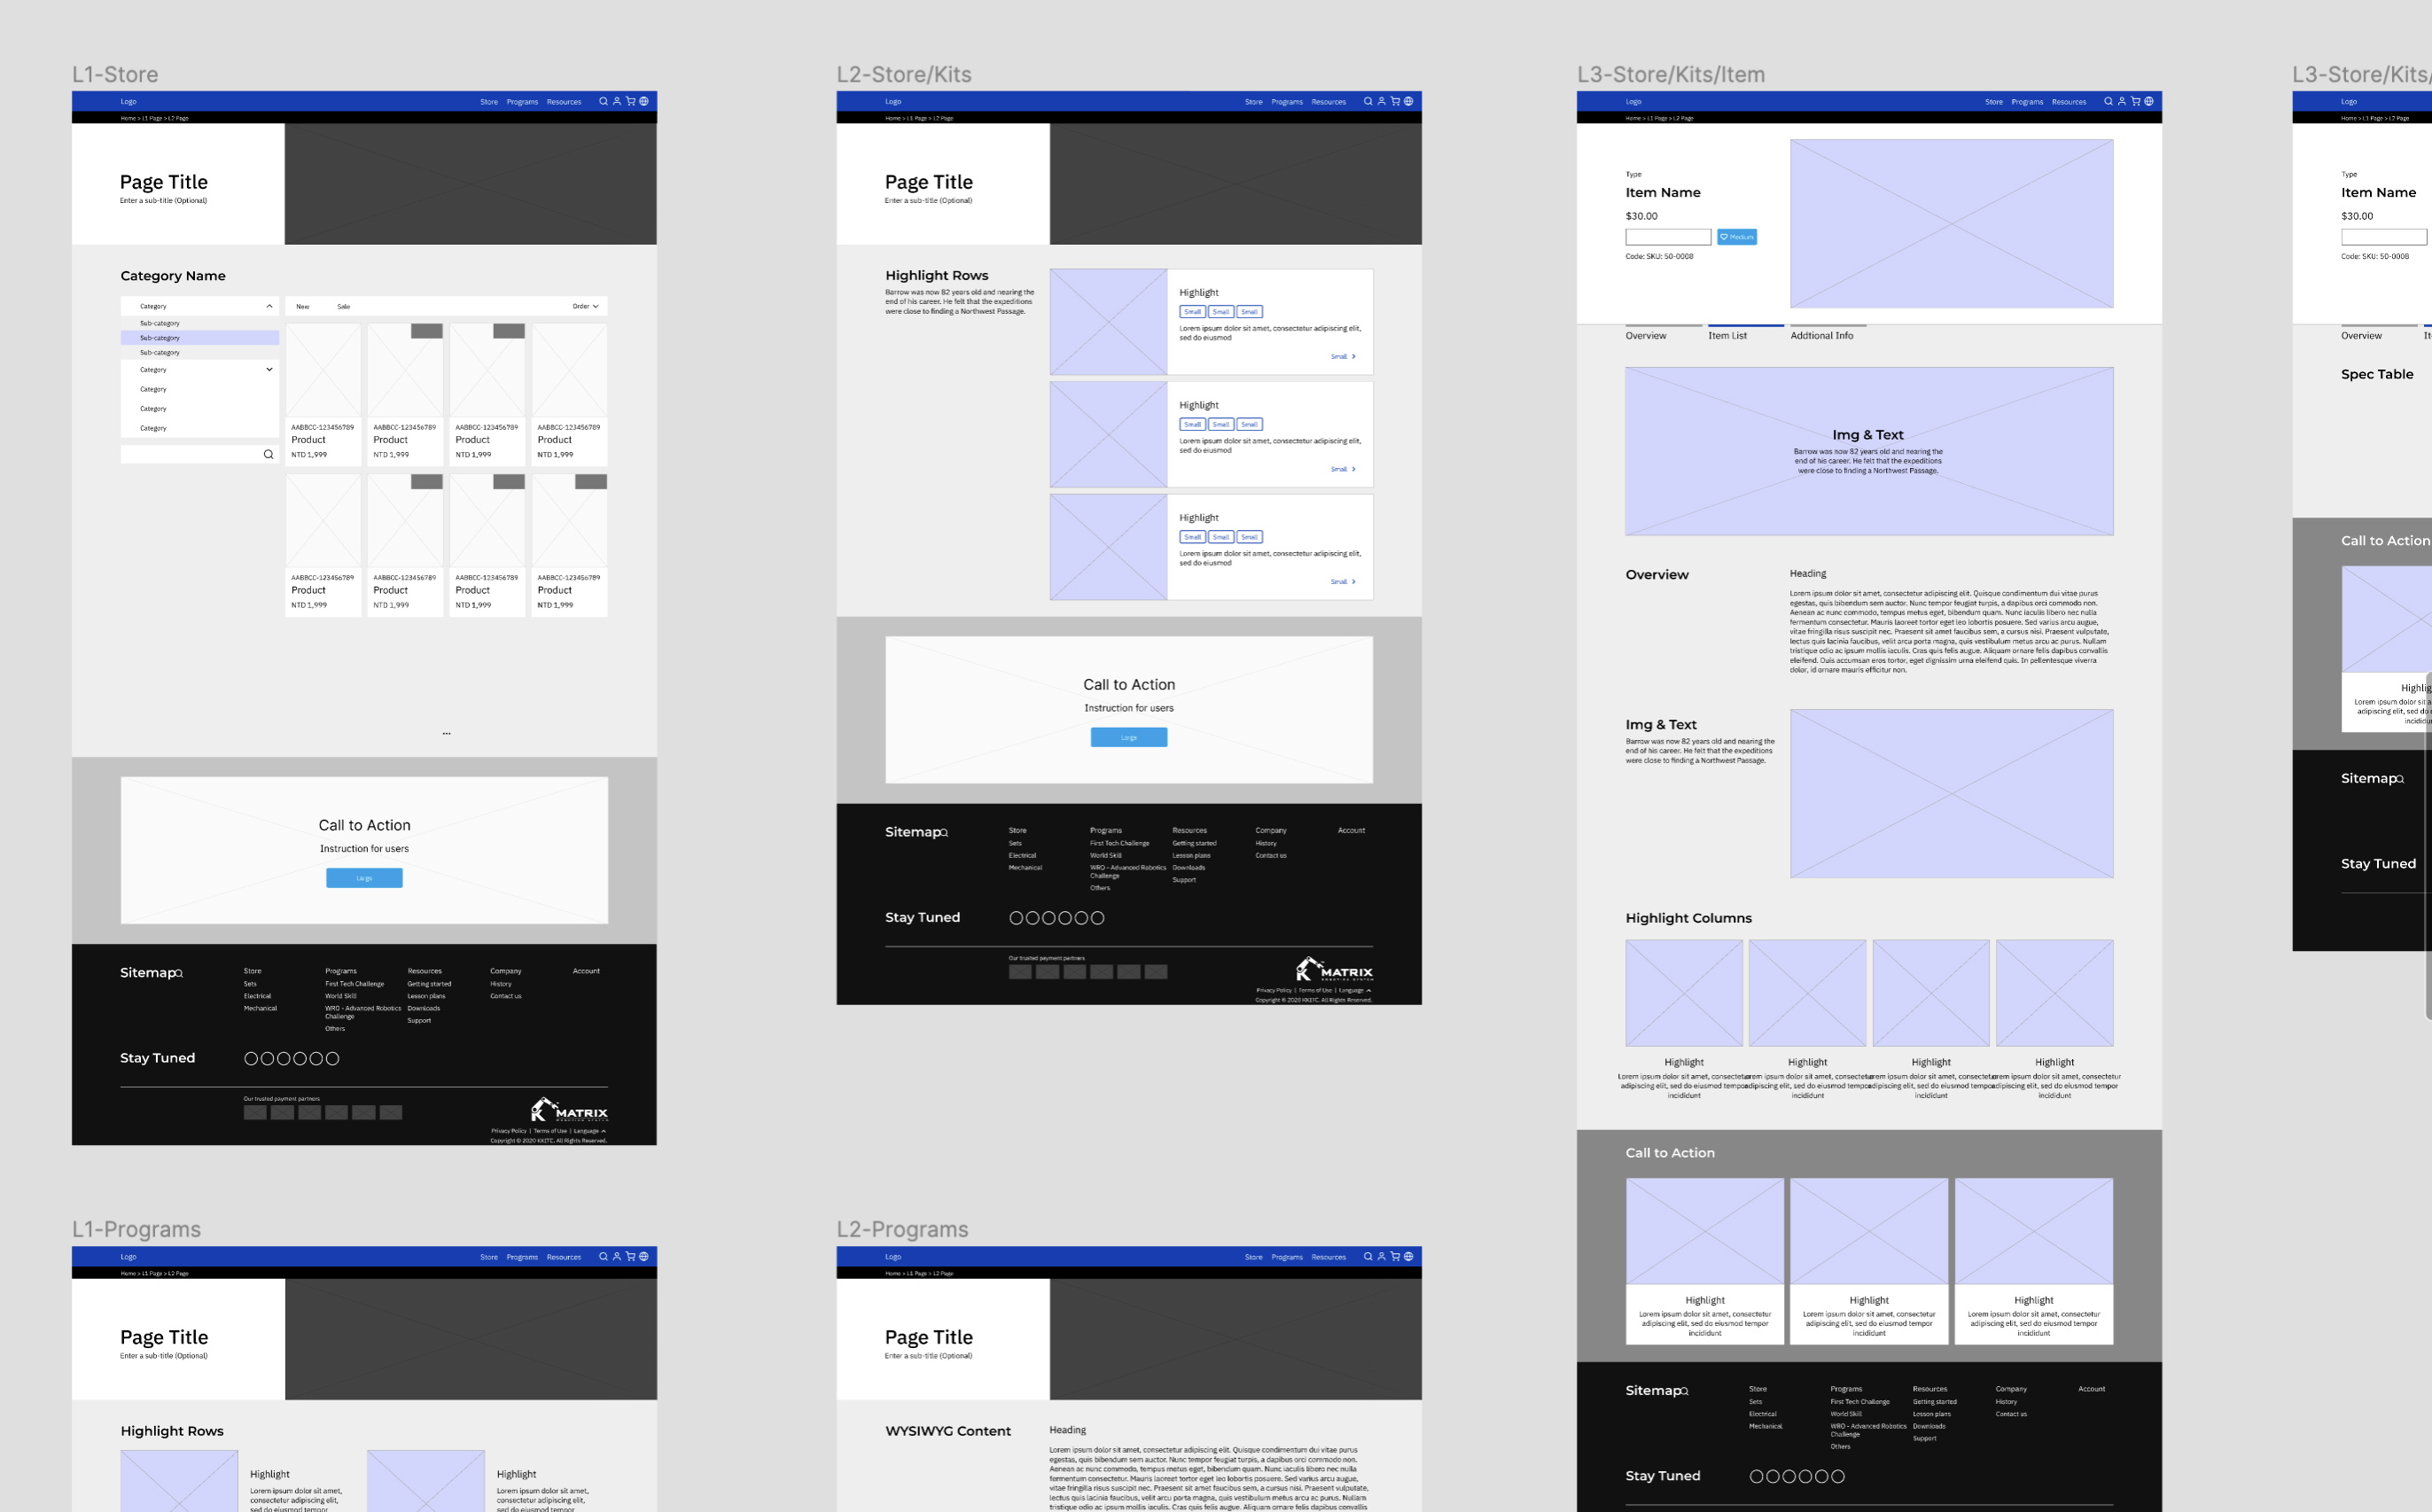 L1-Store
Logo
Store Programs Resources
Home > L1 Page > L2 Page
Page Title
Enter a sub-title (Optional)
Category Name
Category
Sub-category
Sub-category
Sub-category
Category
Category
Category
Category
New Sale Order
AABBCC-123456789 AABBCC-123456789 AABBCC-123456789 AABBCC-123456789
Product Product Product Product
NTD 1,999 NTD 1,999 NTD 1,999 NTD 1,999
AABBCC-123456789 AABBCC-123456789 AABBCC-123456789 AABBCC-123456789
Product Product Product Product
NTD 1,999 NTD 1,999 NTD 1,999 NTD 1,999
...
Call to Action
Instruction for users
Large
Sitemap
Store
Sets
Electrical
Mechanical
Programs
First Tech Challenge
World Skill
WRO - Advanced Robotics
Challenge
Others
Resources
Getting started
Lesson plans
Downloads
Support
Company
History
Contact us
Account
Stay Tuned
Our trusted payment partners
MATRIX
Privacy Policy | Terms of Use | Language
Copyright © 2020 KKITC. All Rights Reserved.
L2-Store/Kits
Logo
Store Programs Resources
Home > L1 Page > L2 Page
Page Title
Enter a sub-title (Optional)
Highlight Rows
Barrow was now 82 years old and nearing the
end of his career. He felt that the expeditions
were close to finding a Northwest Passage.
Highlight
Small Small Small
Lorem ipsum dolor sit amet, consectetur adipiscing elit,
sed do eiusmod
Small >
Highlight
Small Small Small
Lorem ipsum dolor sit amet, consectetur adipiscing elit,
sed do eiusmod
Small >
Highlight
Small Small Small
Lorem ipsum dolor sit amet, consectetur adipiscing elit,
sed do eiusmod
Small >
Call to Action
Instruction for users
Large
Sitemap
Store
Sets
Electrical
Mechanical
Programs
First Tech Challenge
World Skill
WRO - Advanced Robotics
Challenge
Others
Resources
Getting started
Lesson plans
Downloads
Support
Company
History
Contact us
Account
Stay Tuned
Our trusted payment partners
MATRIX
Privacy Policy | Terms of Use | Language
Copyright © 2020 KKITC. All Rights Reserved.
L3-Store/Kits/Item
Logo
Store Programs Resources
Home > L1 Page > L2 Page
Type
Item Name
$30.00
Medium
Code: SKU: 50-0008
Overview Item List Addtional Info
Img & Text
Barrow was now 82 years old and nearing the
end of his career. He felt that the expeditions
were close to finding a Northwest Passage.
Overview
Heading
Lorem ipsum dolor sit amet, consectetur adipiscing elit. Quisque condimentum dui vitae purus
egestas, quis bibendum sem auctor. Nunc tempor feugiat turpis, a dapibus orci commodo non.
Aenean ac nunc commodo, tempus metus eget, bibendum quam. Nunc iaculis libero nec nulla
fermentum consectetur. Mauris laoreet tortor eget leo lobortis posuere. Sed varius arcu augue,
vitae fringilla risus suscipit nec. Praesent sit amet faucibus sem, a cursus nisi. Praesent vulputate,
lectus quis lacinia faucibus, velit arcu porta magna, quis vestibulum metus arcu ac purus. Nullam
tristique odio ac ipsum mollis iaculis. Cras quis felis augue. Aliquam ornare felis dapibus convallis
eleifend. Duis accumsan eros tortor, eget dignissim urna eleifend quis. In pellentesque viverra
dolor, id ornare mauris efficitur non.
Img & Text
Barrow was now 82 years old and nearing the
end of his career. He felt that the expeditions
were close to finding a Northwest Passage.
Highlight Columns
Highlight Highlight Highlight Highlight
Lorem ipsum dolor sit amet, consectetur
adipiscing elit, sed do eiusmod tempor
incididunt incididunt incididunt incididunt
Call to Action
Highlight Highlight Highlight
Lorem ipsum dolor sit amet, consectetur Lorem ipsum dolor sit amet, consectetur Lorem ipsum dolor sit amet, consectetur
adipiscing elit, sed do eiusmod tempor adipiscing elit, sed do eiusmod tempor adipiscing elit, sed do eiusmod tempor
incididunt incididunt incididunt
Sitemap
Store
Sets
Electrical
Mechanical
Programs
First Tech Challenge
World Skill
WRO - Advanced Robotics
Challenge
Others
Resources
Getting started
Lesson plans
Downloads
Support
Company
History
Contact us
Account
Stay Tuned
L3-Store/Kits/
Logo
Home > L1 Page > L2 Page
Type
Item Name
$30.00
Code: SKU: 50-0008
Overview
Spec Table
Call to Action
Lorem ipsum dolor sit
adipiscing elit, sed do
Sitemap
Stay Tuned
L1-Programs
Logo
Store Programs Resources
Home > L1 Page > L2 Page
Page Title
Enter a sub-title (Optional)
Highlight Rows
Highlight
Lorem ipsum dolor sit amet,
consectetur adipiscing elit,
sed do eiusmod tempor
Highlight
Lorem ipsum dolor sit amet,
consectetur adipiscing elit,
sed do eiusmod tempor
L2-Programs
Logo
Store Programs Resources
Home > L1 Page > L2 Page
Page Title
Enter a sub-title (Optional)
WYSIWYG Content
Heading
Lorem ipsum dolor sit amet, consectetur adipiscing elit. Quisque condimentum dui vitae purus
egestas, quis bibendum sem auctor. Nunc tempor feugiat turpis, a dapibus orci commodo non.
Aenean ac nunc commodo, tempus metus eget, bibendum quam. Nunc iaculis libero nec nulla
fermentum consectetur. Mauris laoreet tortor eget leo lobortis posuere. Sed varius arcu augue,
vitae fringilla risus suscipit nec. Praesent sit amet faucibus sem, a cursus nisi. Praesent vulputate,
lectus quis lacinia faucibus, velit arcu porta magna, quis vestibulum metus arcu ac purus. Nullam
tristique odio ac ipsum mollis iaculis. Cras quis felis augue. Aliquam ornare felis dapibus convallis